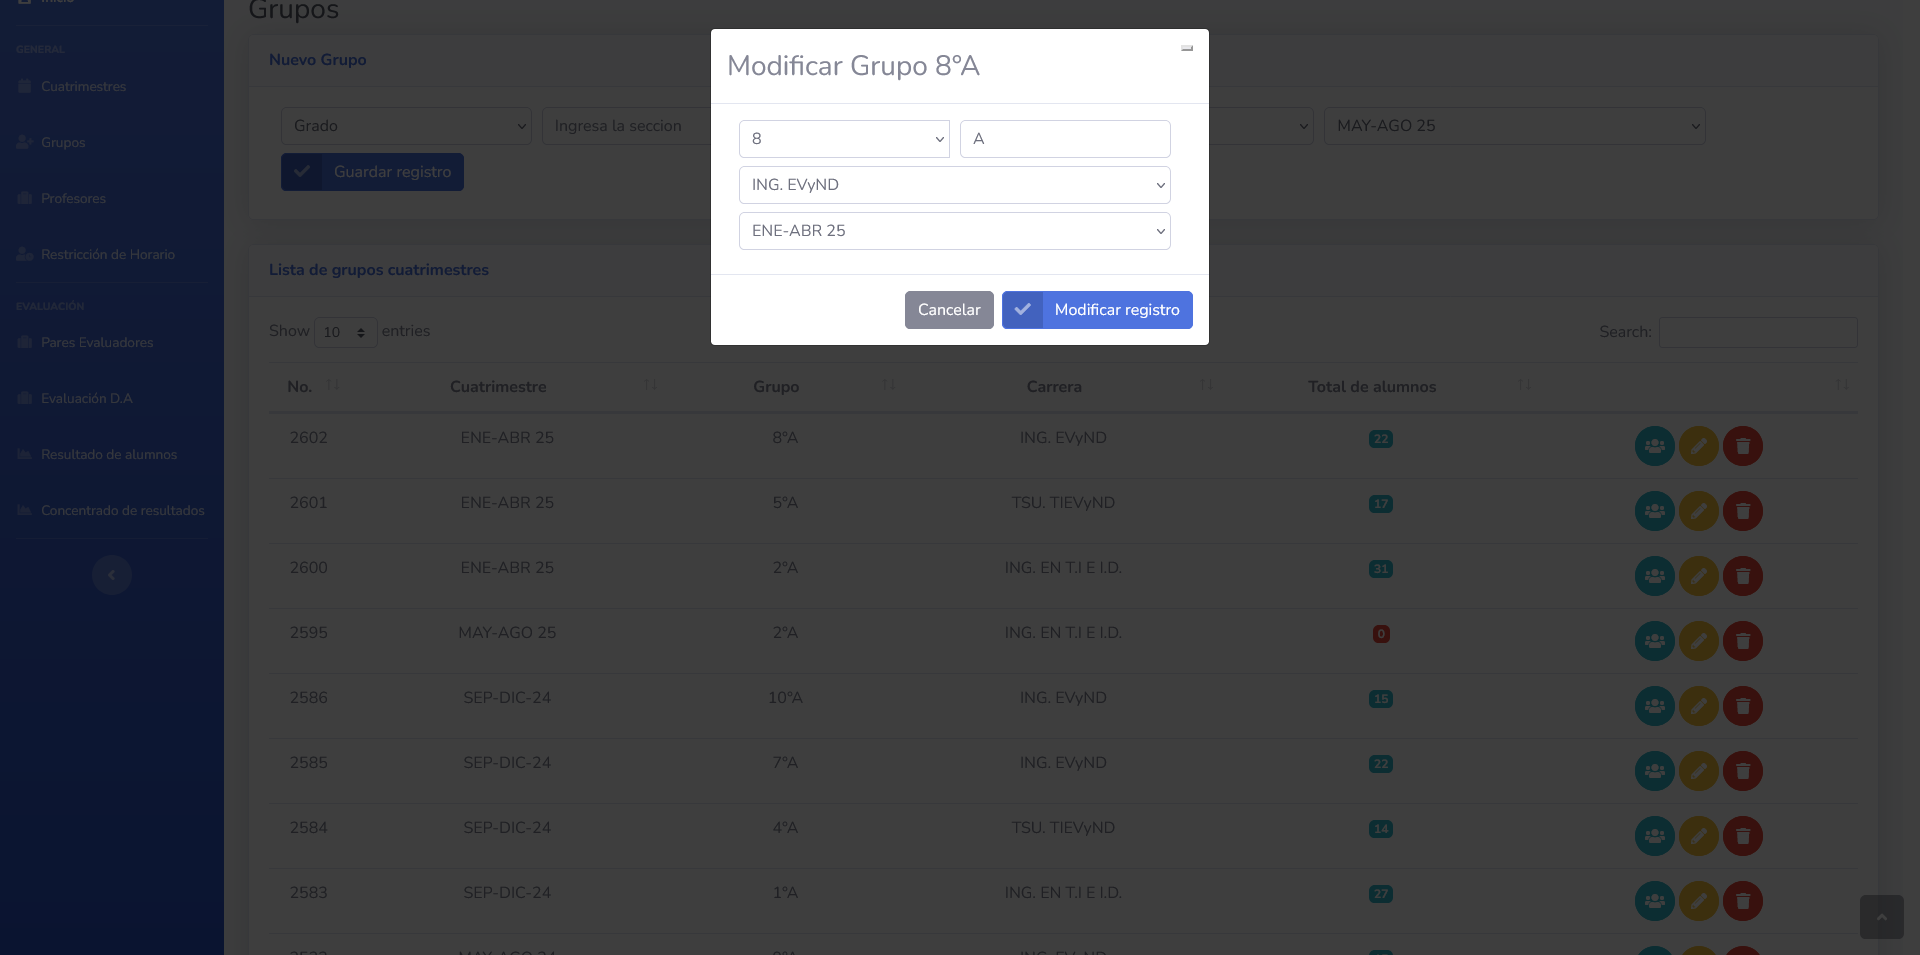 Inicio
GENERAL
Cuatrimestres
Grupos
Profesores
Restricción de Horario
EVALUACIÓN
Pares Evaluadores
Evaluación D.A
Resultado de alumnos
Concentrado de resultados
Grupos
Nuevo Grupo
Grado
Ingresa la seccion
MAY-AGO 25
Guardar registro
Modificar Grupo 8°A
8
A
ING. EVyND
ENE-ABR 25
Cancelar
Modificar registro
Lista de grupos cuatrimestres
Show 10 entries
Search:
No. Cuatrimestre Grupo Carrera Total de alumnos
2602 ENE-ABR 25 8°A ING. EVyND 22
2601 ENE-ABR 25 5°A TSU. TIEVyND 17
2600 ENE-ABR 25 2°A ING. EN T.I E I.D. 31
2595 MAY-AGO 25 2°A ING. EN T.I E I.D. 0
2586 SEP-DIC-24 10°A ING. EVyND 15
2585 SEP-DIC-24 7°A ING. EVyND 22
2584 SEP-DIC-24 4°A TSU. TIEVyND 14
2583 SEP-DIC-24 1°A ING. EN T.I E I.D. 27